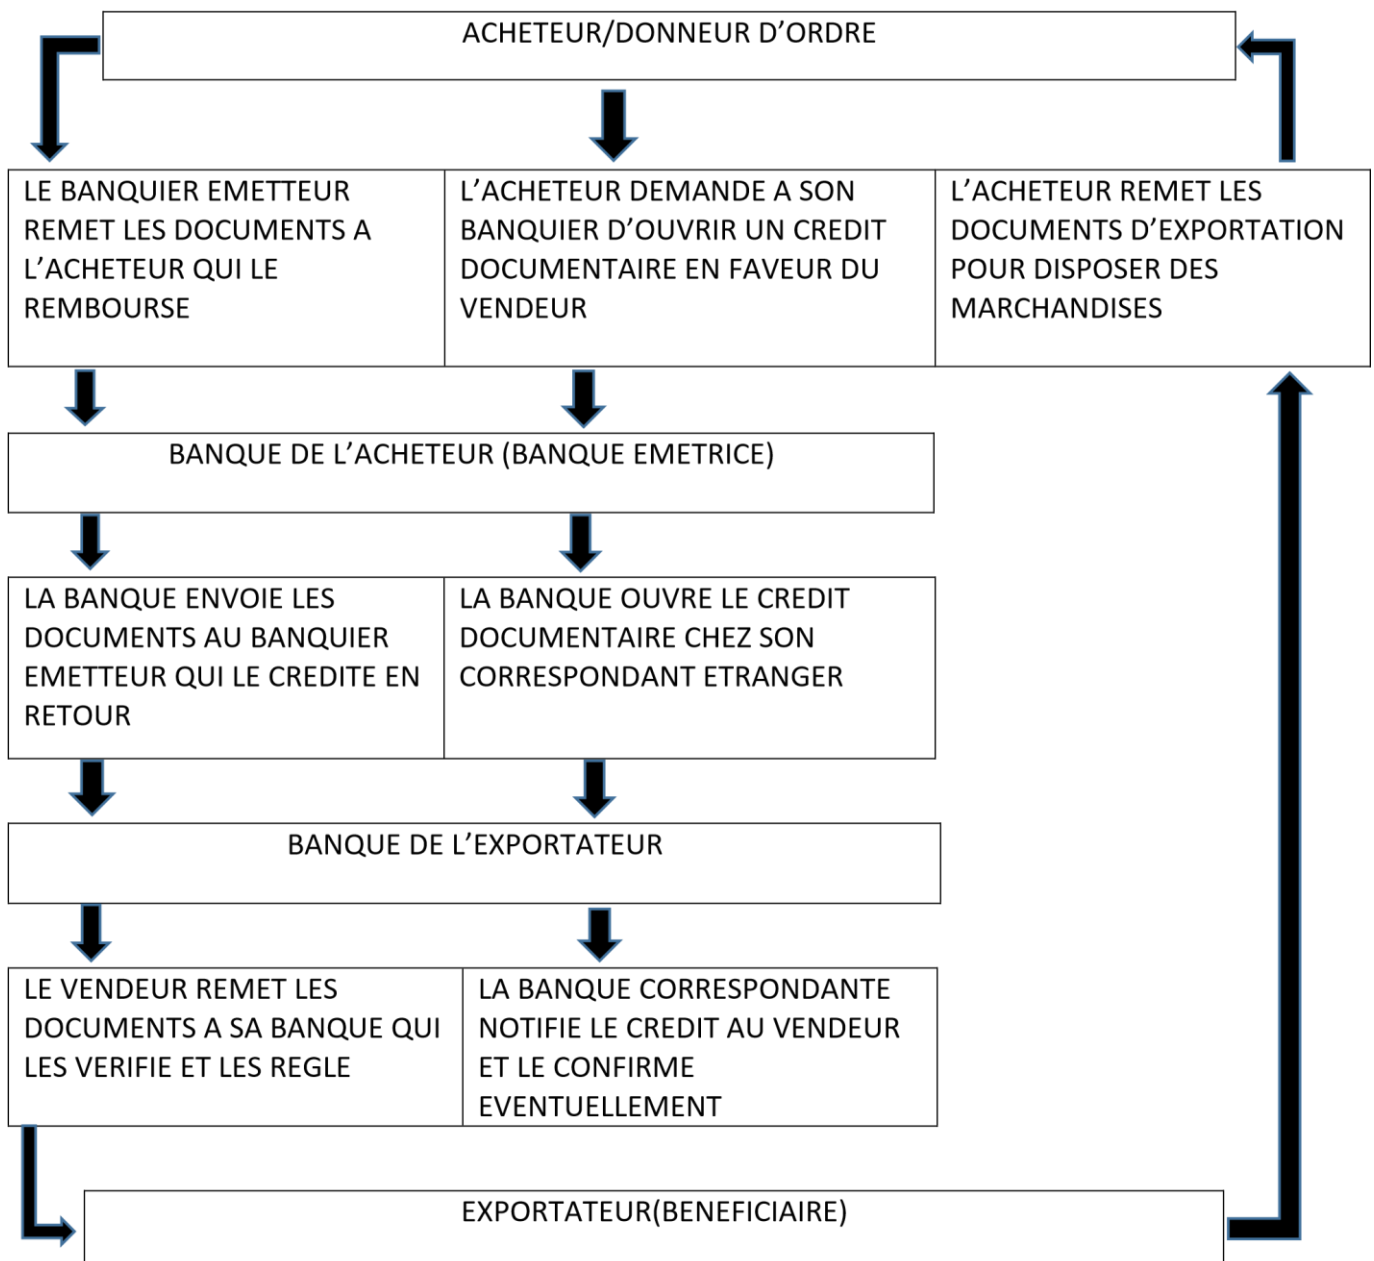 ACHETEUR/DONNEUR D’ORDRE
LE BANQUIER EMETTEUR
REMET LES DOCUMENTS A
L’ACHETEUR QUI LE
REMBOURSE
L’ACHETEUR DEMANDE A SON
BANQUIER D’OUVRIR UN CREDIT
DOCUMENTAIRE EN FAVEUR DU
VENDEUR
L’ACHETEUR REMET LES
DOCUMENTS D’EXPORTATION
POUR DISPOSER DES
MARCHANDISES
BANQUE DE L’ACHETEUR (BANQUE EMETRICE)
LA BANQUE ENVOIE LES
DOCUMENTS AU BANQUIER
EMETTEUR QUI LE CREDITE EN
RETOUR
LA BANQUE OUVRE LE CREDIT
DOCUMENTAIRE CHEZ SON
CORRESPONDANT ETRANGER
BANQUE DE L’EXPORTATEUR
LE VENDEUR REMET LES
DOCUMENTS A SA BANQUE QUI
LES VERIFIE ET LES REGLE
LA BANQUE CORRESPONDANTE
NOTIFIE LE CREDIT AU VENDEUR
ET LE CONFIRME
EVENTUELLEMENT
EXPORTATEUR(BENEFICIAIRE)